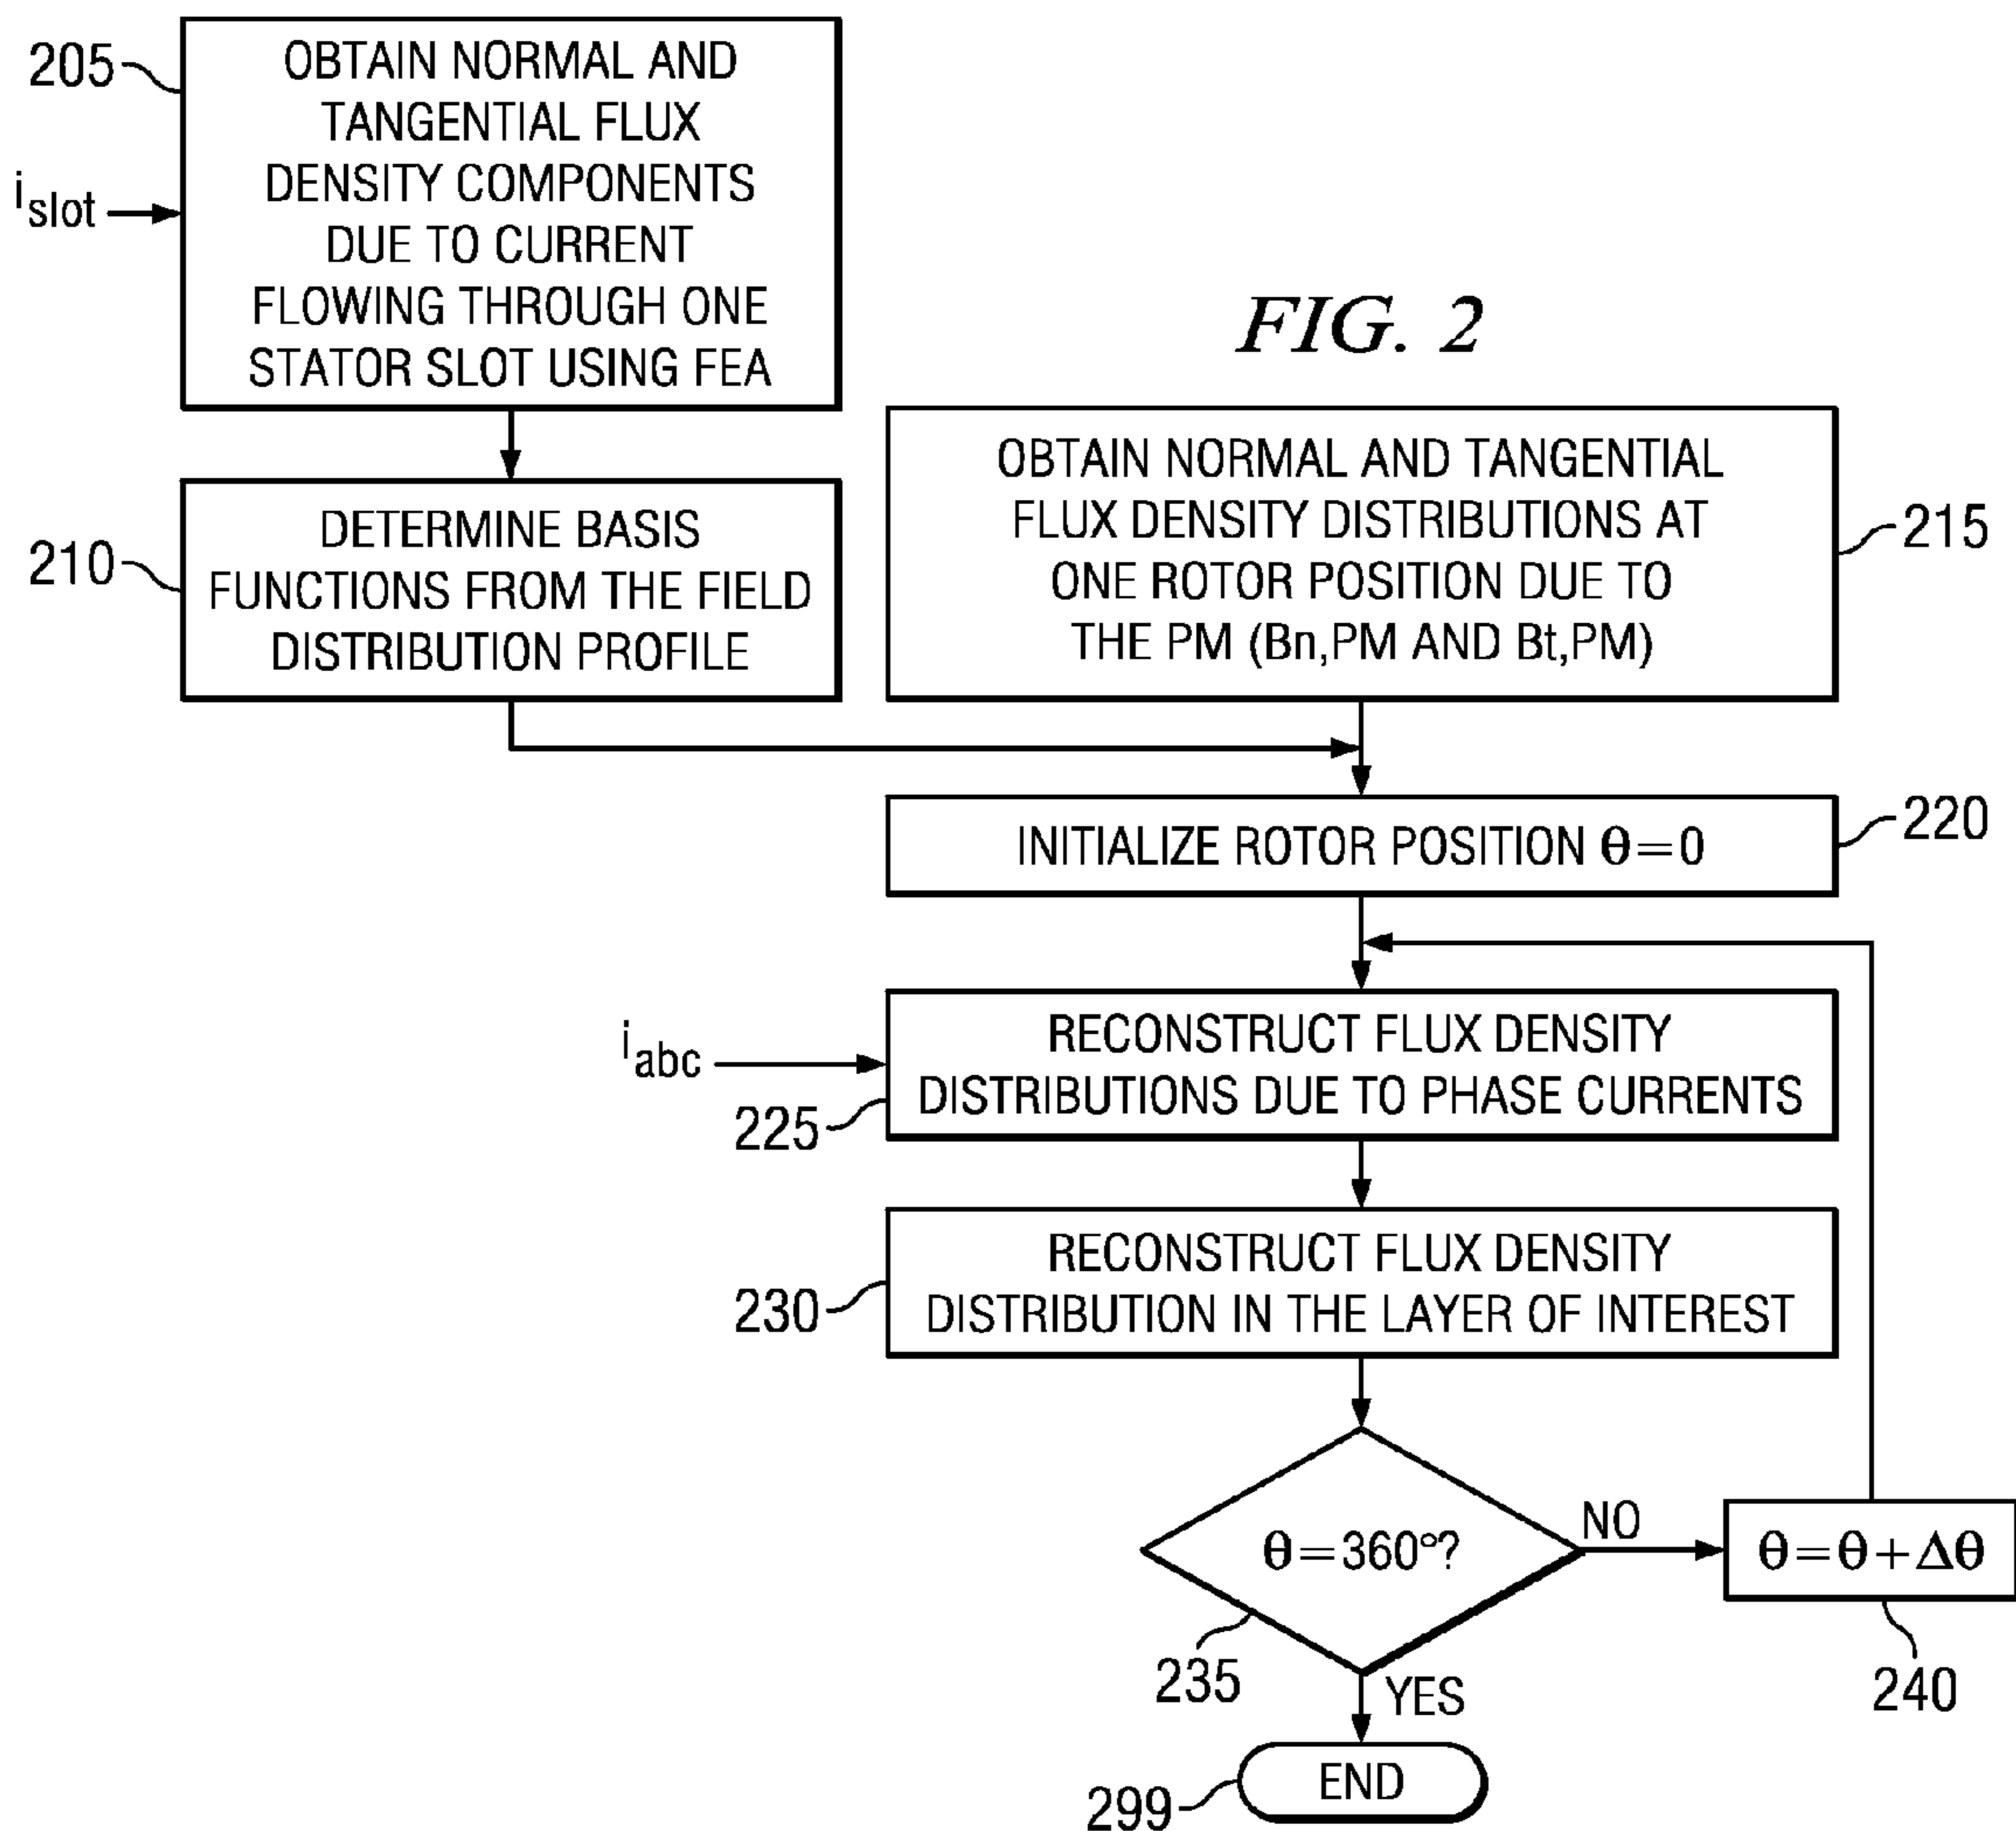 205
OBTAIN NORMAL AND
TANGENTIAL FLUX
DENSITY COMPONENTS
DUE TO CURRENT
FLOWING THROUGH ONE
STATOR SLOT USING FEA
islot
FIG. 2
210
DETERMINE BASIS
FUNCTIONS FROM THE FIELD
DISTRIBUTION PROFILE
OBTAIN NORMAL AND TANGENTIAL
FLUX DENSITY DISTRIBUTIONS AT
ONE ROTOR POSITION DUE TO
THE PM (Bn,PM AND Bt,PM)
215
INITIALIZE ROTOR POSITION θ=0
220
iabc
RECONSTRUCT FLUX DENSITY
DISTRIBUTIONS DUE TO PHASE CURRENTS
225
RECONSTRUCT FLUX DENSITY
DISTRIBUTION IN THE LAYER OF INTEREST
230
θ=360°?
NO
θ=θ+Δθ
235
240
YES
END
299